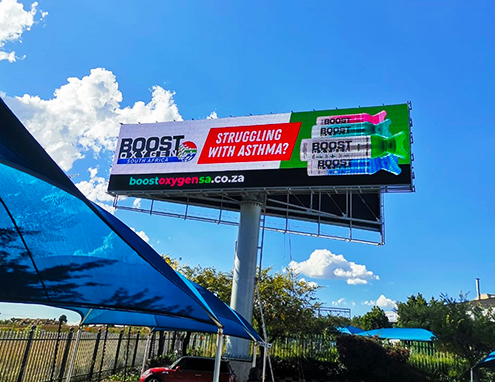 BOOST
OXYGEN
SOUTH AFRICA
STRUGGLING
WITH ASTHMA?
BOOST
BOOST
BOOST
BOOST
boostoxygensa.co.za